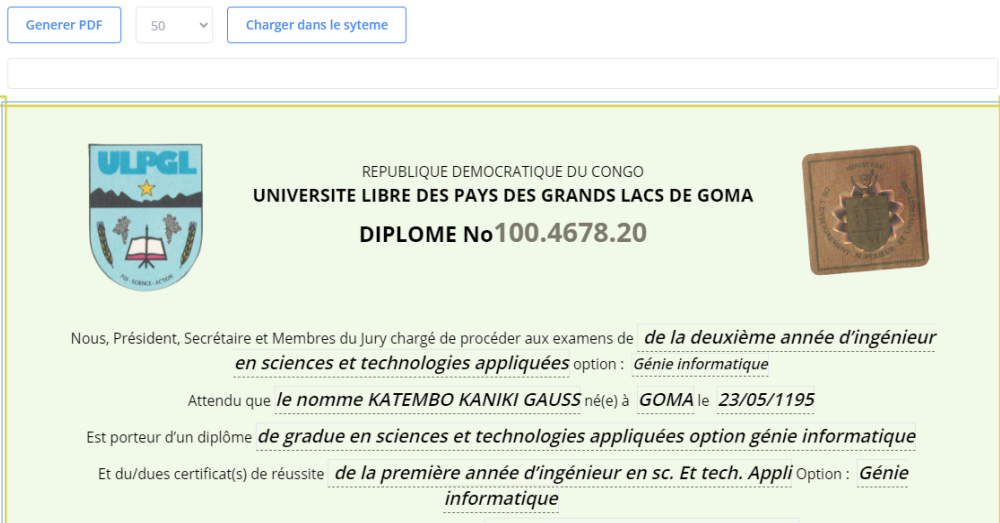 Generer PDF
50
Charger dans le syteme
ULPGL
FOI - SCIENCE - ACTION
REPUBLIQUE DEMOCRATIQUE DU CONGO
UNIVERSITE LIBRE DES PAYS DES GRANDS LACS DE GOMA
DIPLOME No100.4678.20
Nous, Président, Secrétaire et Membres du Jury chargé de procéder aux examens de de la deuxième année d’ingénieur
en sciences et technologies appliquées option : Génie informatique
Attendu que le nomme KATEMBO KANIKI GAUSS né(e) à GOMA le 23/05/1195
Est porteur d’un diplôme de gradue en sciences et technologies appliquées option génie informatique
Et du/dues certificat(s) de réussite de la première année d’ingénieur en sc. Et tech. Appli Option : Génie
informatique